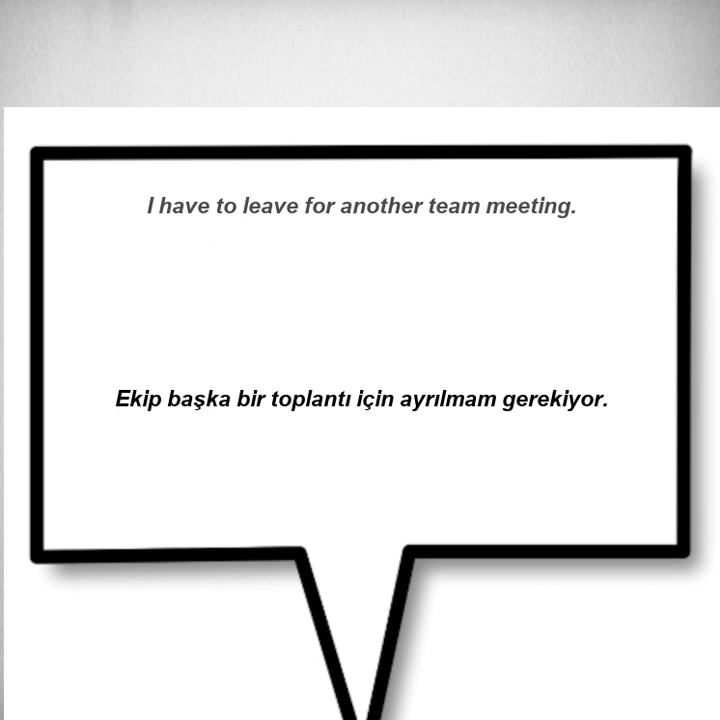 I have to leave for another team meeting.
Ekip başka bir toplantı için ayrılmam gerekiyor.